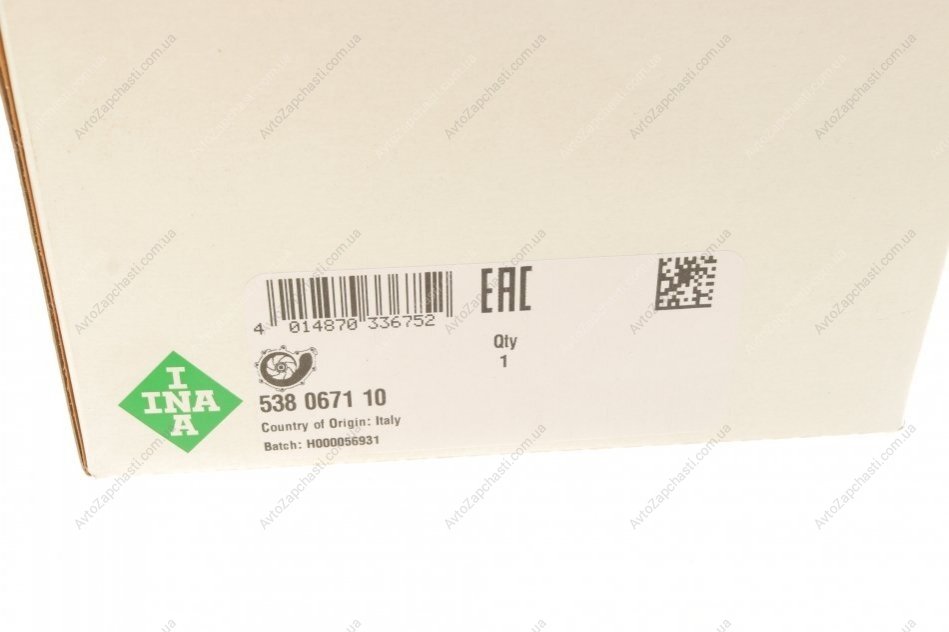 4 014870 336752
EAC
Qty
1
538 0671 10
Country of Origin: Italy
Batch: H000056931
I
INA
A
AvtoZapchasti.com.ua